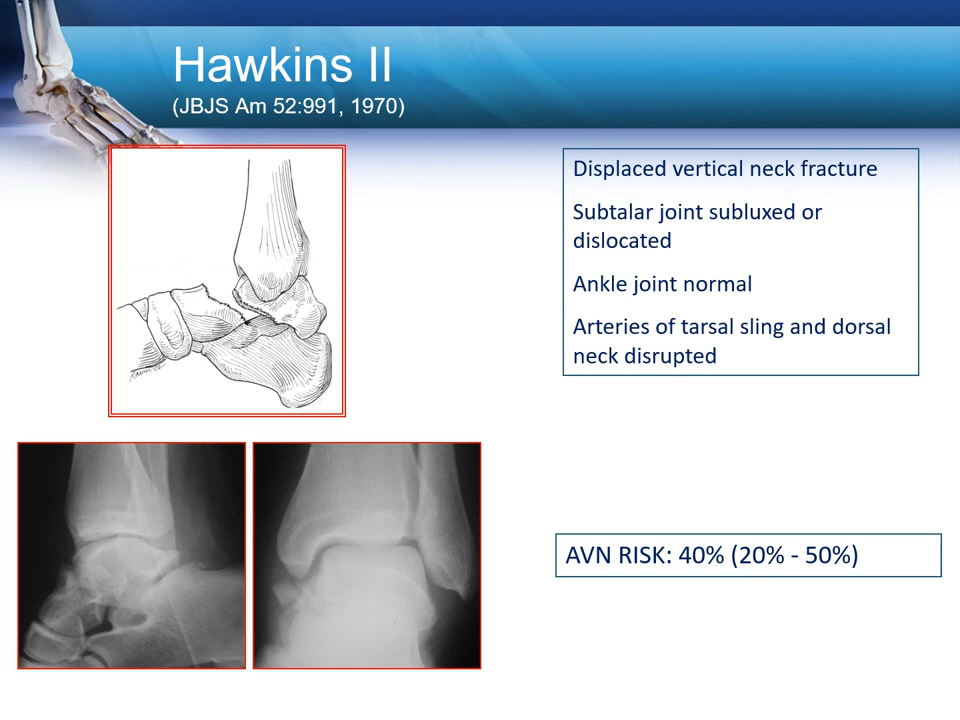 Hawkins II
(JBJS Am 52:991, 1970)
Displaced vertical neck fracture
Subtalar joint subluxed or
dislocated
Ankle joint normal
Arteries of tarsal sling and dorsal
neck disrupted
AVN RISK: 40% (20% - 50%)